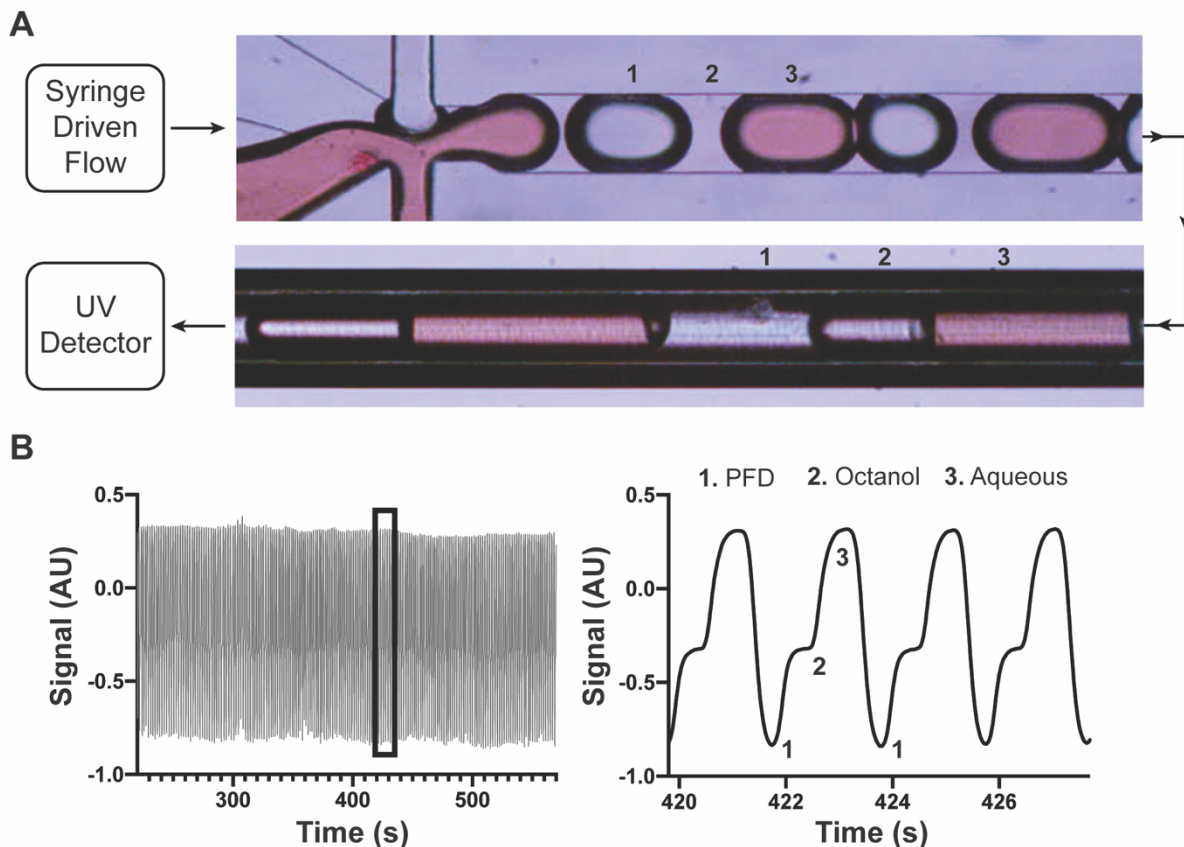 A
Syringe
Driven
Flow
1 2 3
UV
Detector
1 2 3
B
Signal (AU)
0.5
0.0
-0.5
-1.0
300 400 500
Time (s)
1. PFD 2. Octanol 3. Aqueous
Signal (AU)
0.5
0.0
-0.5
-1.0
3
2
1 1
420 422 424 426
Time (s)